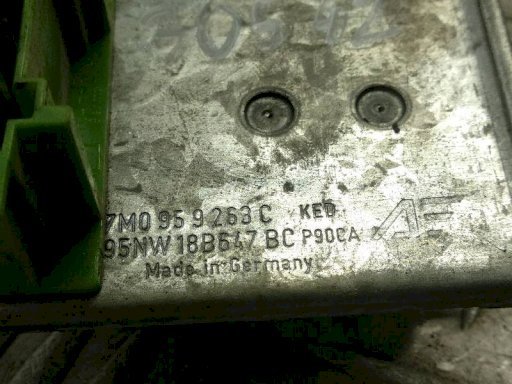 7M0 959 263 C KED
95NW 18B647 BC P90CA
Made in Germany